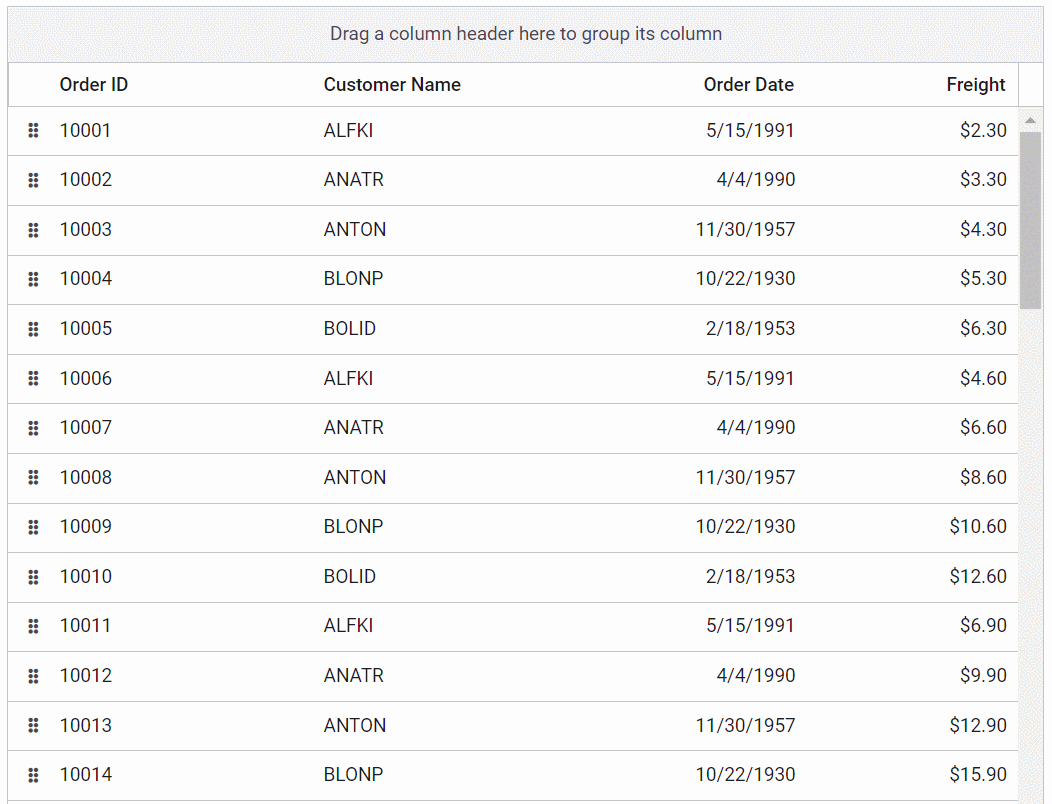 Drag a column header here to group its column
Order ID Customer Name Order Date Freight
10001 ALFKI 5/15/1991 $2.30
10002 ANATR 4/4/1990 $3.30
10003 ANTON 11/30/1957 $4.30
10004 BLONP 10/22/1930 $5.30
10005 BOLID 2/18/1953 $6.30
10006 ALFKI 5/15/1991 $4.60
10007 ANATR 4/4/1990 $6.60
10008 ANTON 11/30/1957 $8.60
10009 BLONP 10/22/1930 $10.60
10010 BOLID 2/18/1953 $12.60
10011 ALFKI 5/15/1991 $6.90
10012 ANATR 4/4/1990 $9.90
10013 ANTON 11/30/1957 $12.90
10014 BLONP 10/22/1930 $15.90